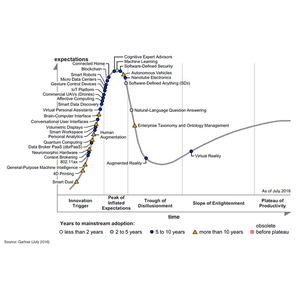 expectations
Cognitive Expert Advisors
Machine Learning
Software-Defined Security
Connected Home
Blockchain
Autonomous Vehicles
Smart Robots
Nanotube Electronics
Micro Data Centers
Software-Defined Anything (SDx)
Gesture Control Devices
IoT Platform
Commercial UAVs (Drones)
Affective Computing
Smart Data Discovery
Virtual Personal Assistants
Natural-Language Question Answering
Brain-Computer Interface
Conversational User Interfaces
Enterprise Taxonomy and Ontology Management
Volumetric Displays
Smart Workspace
Human
Augmentation
Personal Analytics
Quantum Computing
Data Broker PaaS (dbrPaaS)
Neuromorphic Hardware
Context Brokering
Virtual Reality
802.11ax
Augmented Reality
General-Purpose Machine Intelligence
4D Printing
Smart Dust
As of July 2016
Innovation
Trigger
Peak of
Inflated
Expectations
Trough of
Disillusionment
Slope of Enlightenment
Plateau of
Productivity
time
Years to mainstream adoption:
less than 2 years
2 to 5 years
5 to 10 years
more than 10 years
obsolete
before plateau
Source: Gartner (July 2016)